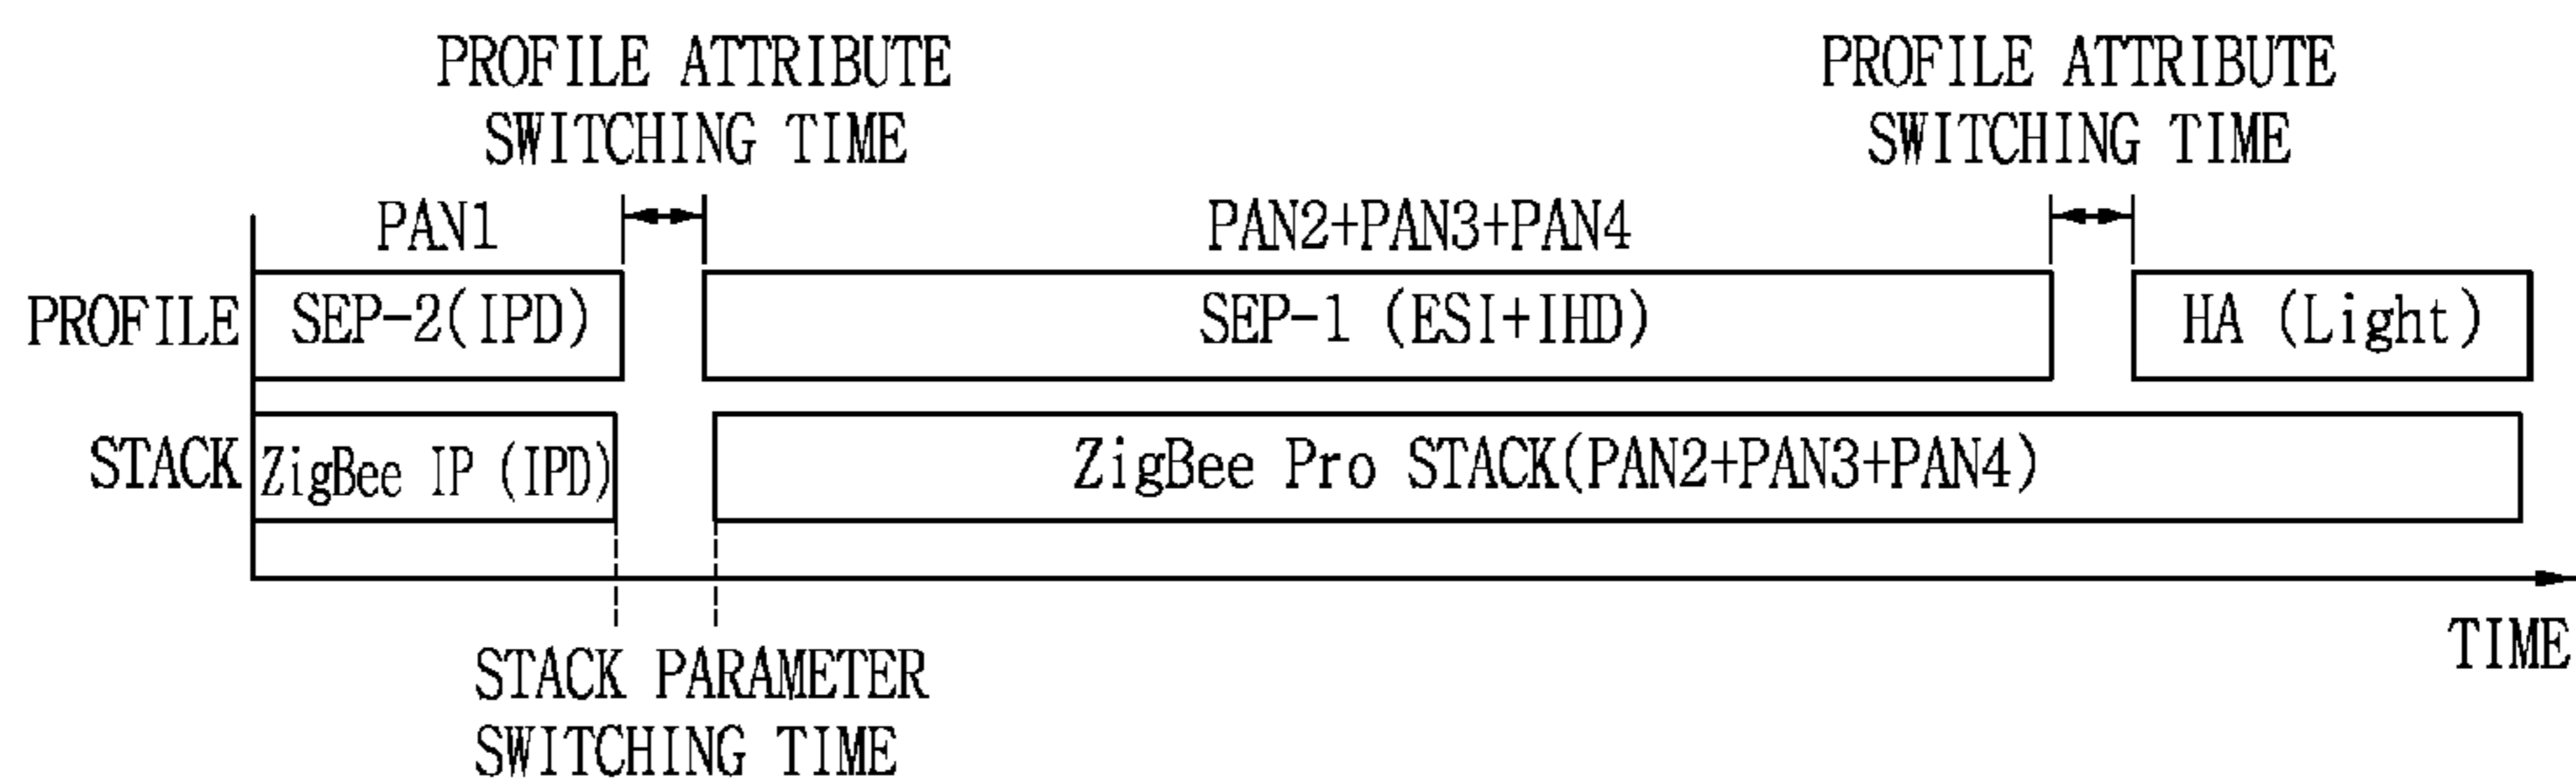 PROFILE ATTRIBUTE
SWITCHING TIME
PROFILE ATTRIBUTE
SWITCHING TIME
PAN1
PAN2+PAN3+PAN4
PROFILE
SEP-2(IPD)
SEP-1 (ESI+IHD)
HA (Light)
STACK
ZigBee IP (IPD)
ZigBee Pro STACK(PAN2+PAN3+PAN4)
TIME
STACK PARAMETER
SWITCHING TIME